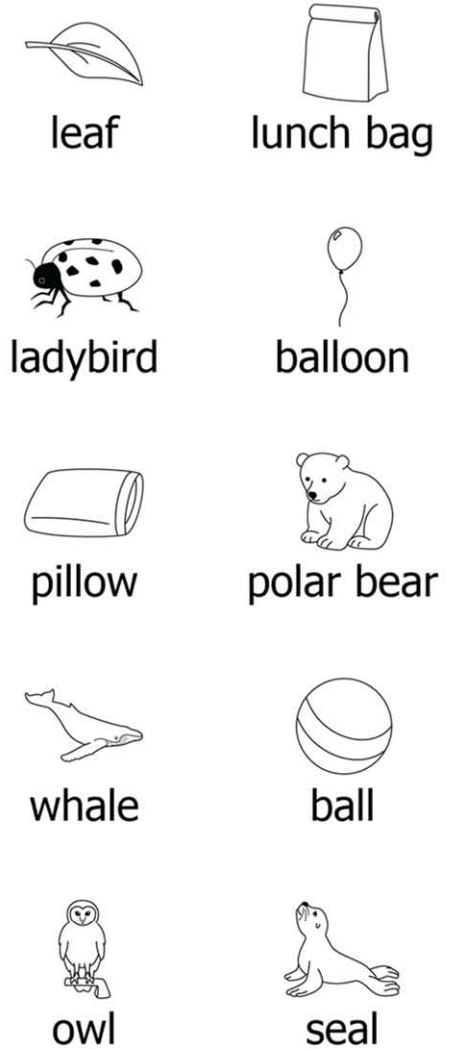 leaf
lunch bag
ladybird
balloon
pillow
polar bear
whale
ball
owl
seal